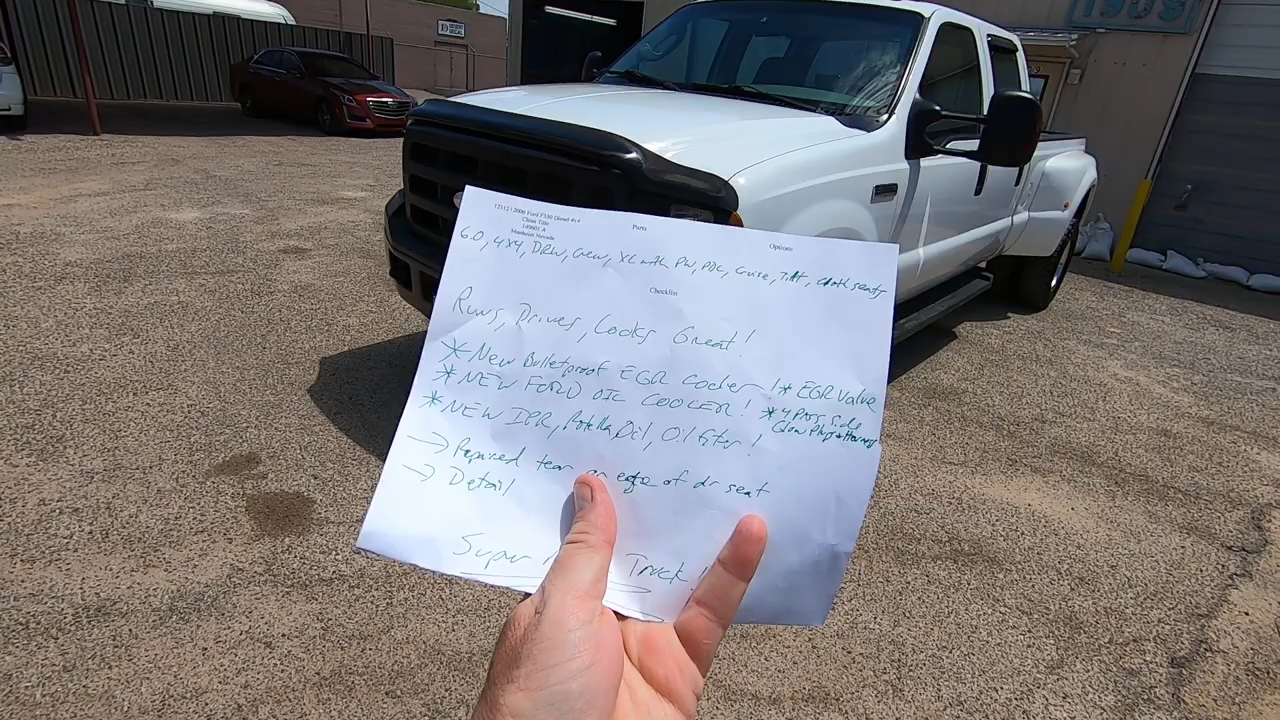 1905
12112 | 2006 Ford F350 Diesel 4x4
Clean Title
149601 A
Manheim Nevada
Parts
Options
6.0, 4x4, DRW, Crew, XL with PW, PDL, Cruise, Tilt, cloth seats
Checklist
Runs, Drives, Looks Great!
* New Bulletproof EGR Cooler! * EGR Valve
* NEW FORD OIL COOLER! * 4 Pass side
Glow Plugs + Harness
* NEW IPR, Rotella Oil, Oil filter!
→ Repaired tear on edge of dr seat
→ Detail
Super Truck!